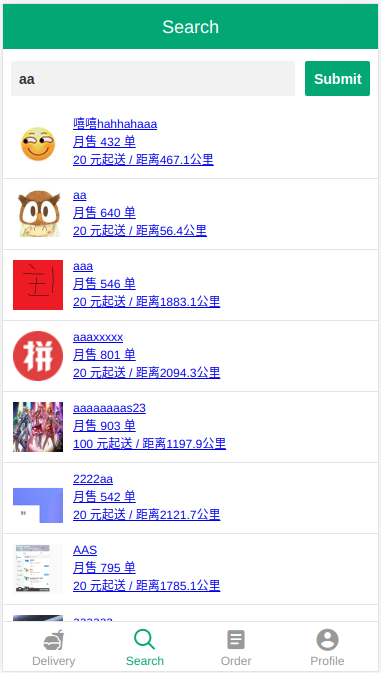 Search
aa
Submit
嘻嘻hahhahaaa
月售 432 单
20 元起送 / 距离467.1公里
aa
月售 640 单
20 元起送 / 距离56.4公里
aaa
月售 546 单
20 元起送 / 距离1883.1公里
拼
aaaxxxxx
月售 801 单
20 元起送 / 距离2094.3公里
aaaaaaaas23
月售 903 单
100 元起送 / 距离1197.9公里
2222aa
月售 542 单
20 元起送 / 距离2121.7公里
AAS
月售 795 单
20 元起送 / 距离1785.1公里
Delivery
Search
Order
Profile